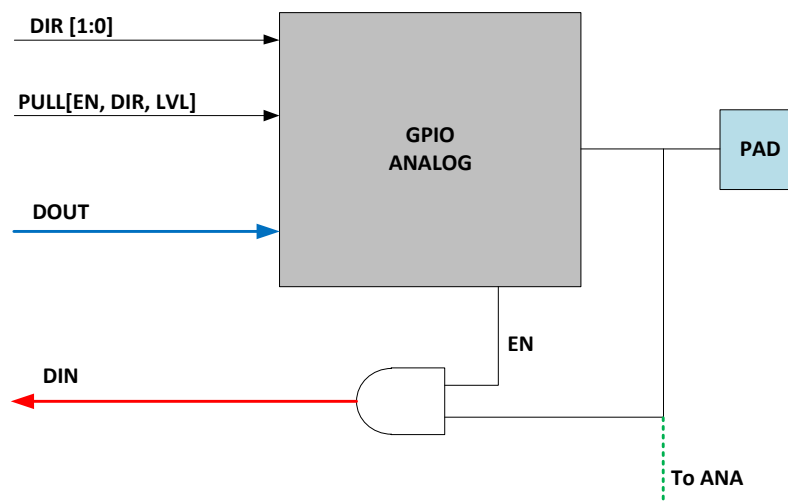 DIR [1:0]
PULL[EN, DIR, LVL]
GPIO
ANALOG
PAD
DOUT
EN
DIN
To ANA